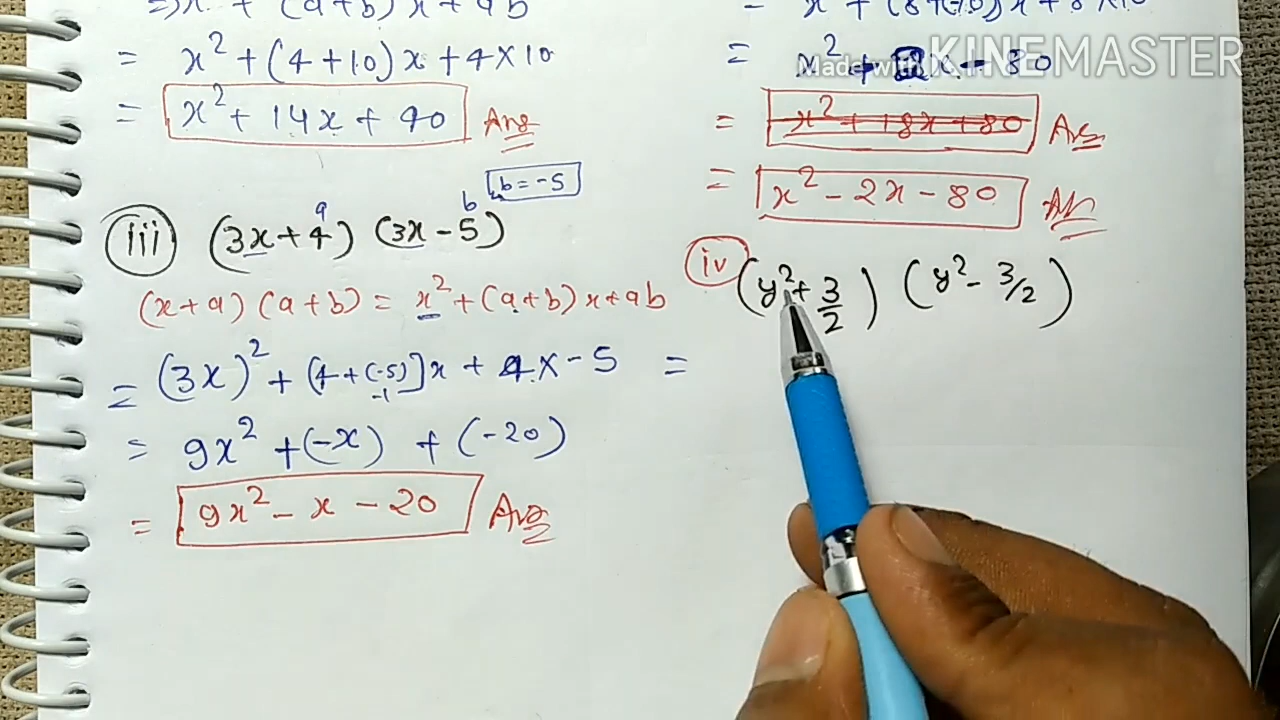 ⇒ x² + (a+b)x + ab
= x² + (4+10)x + 4×10
= x² + 14x + 40 Ans
= x² + 18x + 80 Ans
= x² - 2x - 80 Ans
b = -5
a b
iii (3x+4) (3x-5)
(x+a) (a+b) = x² + (a+b)x + ab
= (3x)² + (4+(-5)]x + 4×-5 =
-1
= 9x² + (-x) + (-20)
= 9x² - x - 20 Ans
iv (y² + 3/2) (y² - 3/2)
Made with KINEMASTER